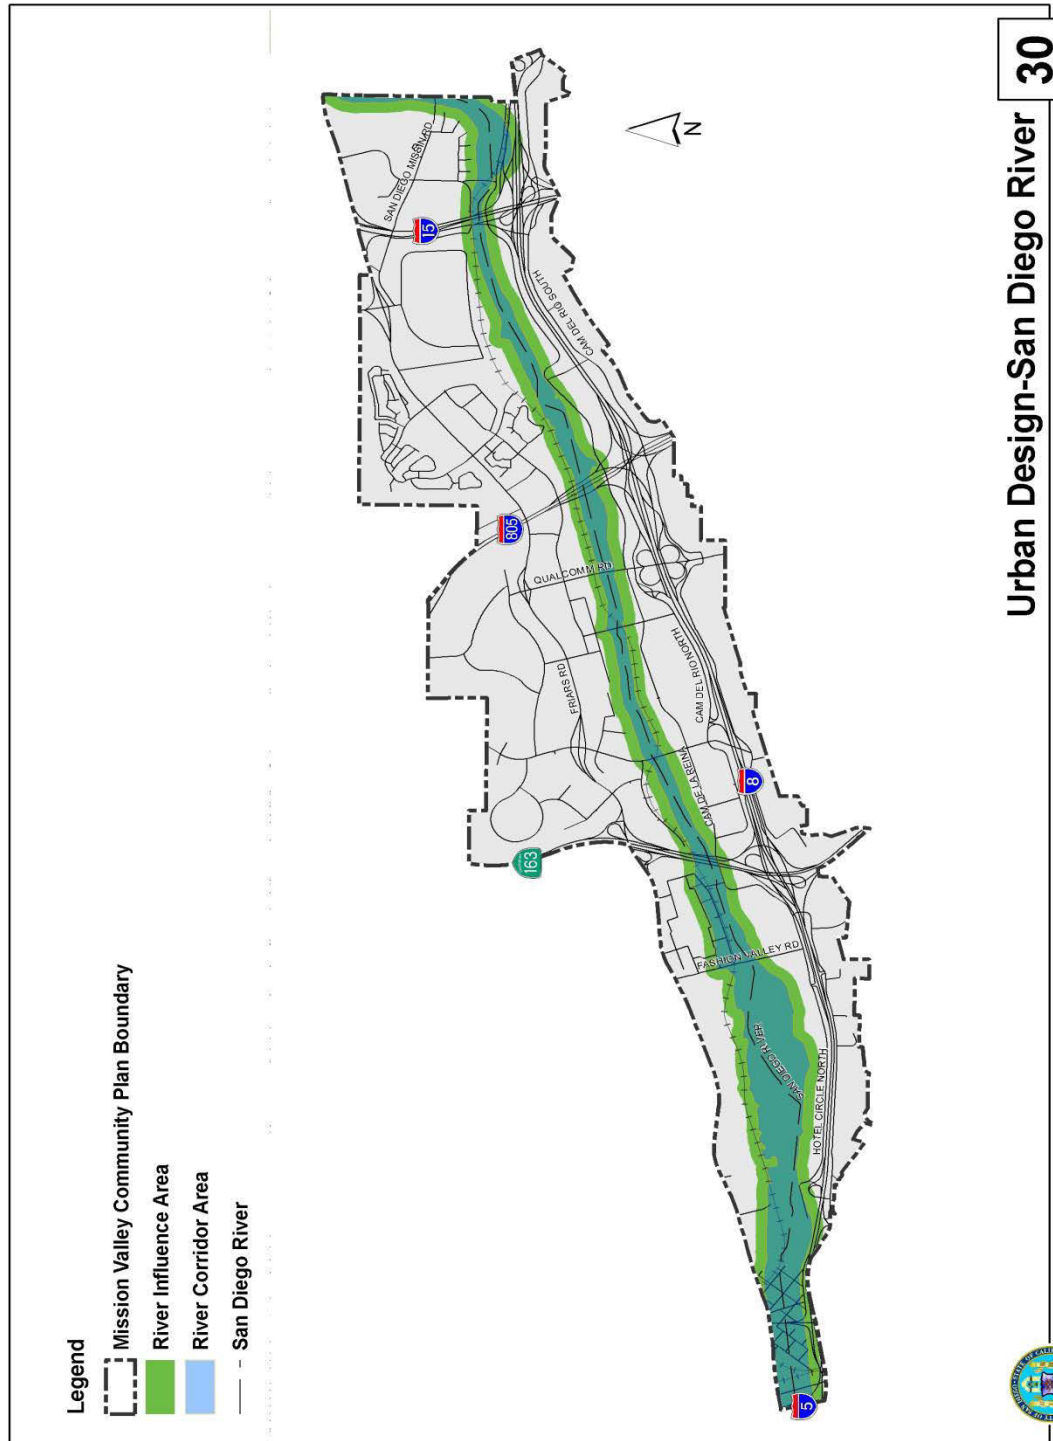 Urban Design-San Diego River
30
Legend
Mission Valley Community Plan Boundary
River Influence Area
River Corridor Area
San Diego River
N
SAN DIEGO MISSION RD
15
CAM DEL RIO SOUTH
805
QUALCOMM RD
FRIARS RD
CAM DEL RIO NORTH
CAM DE LA REINA
8
163
FASHION VALLEY RD
SAN DIEGO RIVER
HOTEL CIRCLE NORTH
5